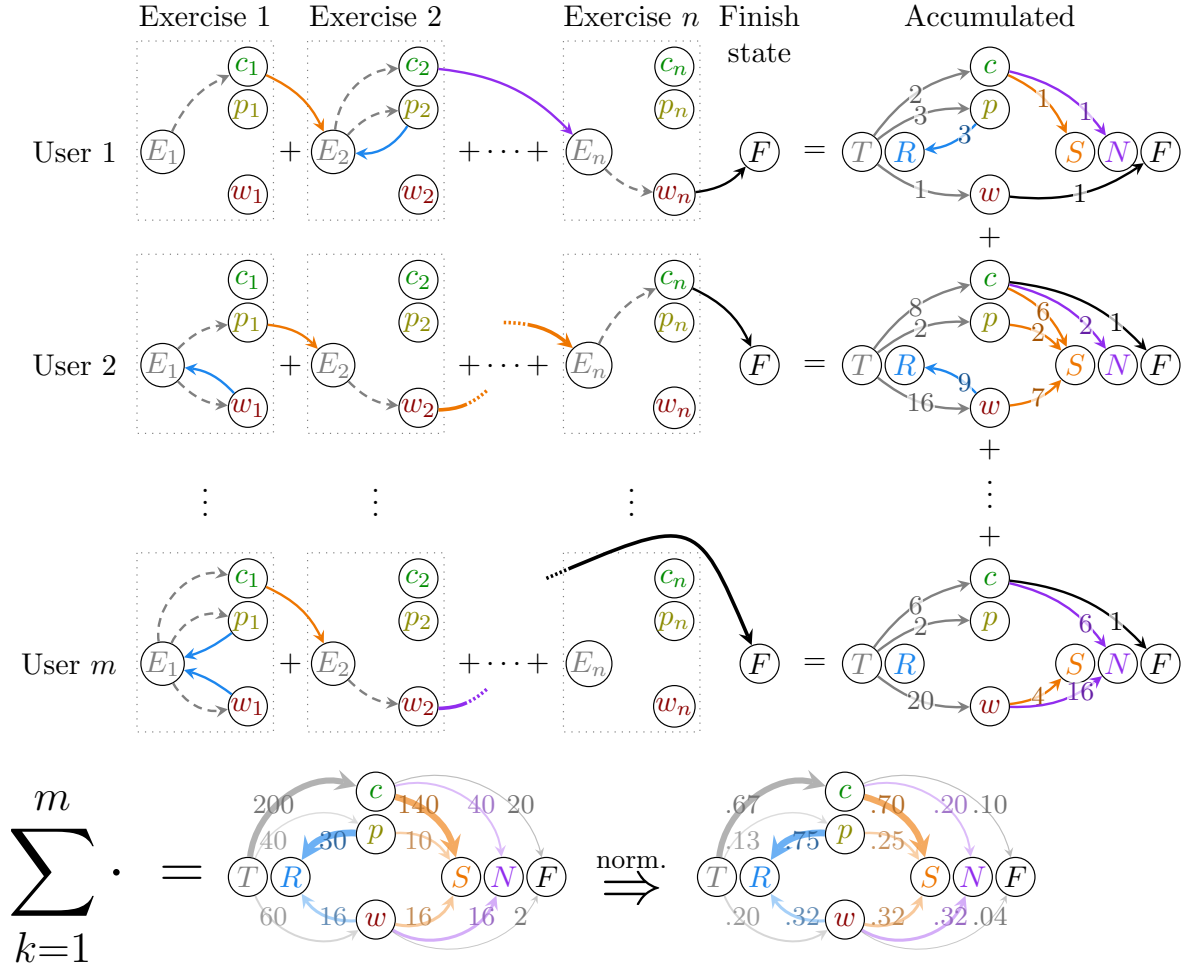 Exercise 1 Exercise 2 Exercise n Finish state Accumulated
c1 c2 cn c
p1 p2 pn 2 3 p 1 1
User 1 E1 + E2 +···+ En F = T R 3 S N F
w1 w2 wn 1 w 1
+
c1 c2 cn c
p1 p2 pn 8 2 p 6 2 2 1
User 2 E1 + E2 +···+ En F = T R S N F
w1 w2 wn 16 9 w 7
+
⋮ ⋮ ⋮ ⋮
+
c1 c2 cn c
p1 p2 pn 6 2 p 6 1
User m E1 + E2 +···+ En F = T R S N F
w1 w2 wn 20 w 4 16
m c c
200 140 40 20 .67 .70 .20 .10
40 30 p 10 .13 .75 p .25
∑ · = T R S N F norm. ⇒ T R S N F
60 16 w 16 16 2 .20 .32 w .32 .32 .04
k=1